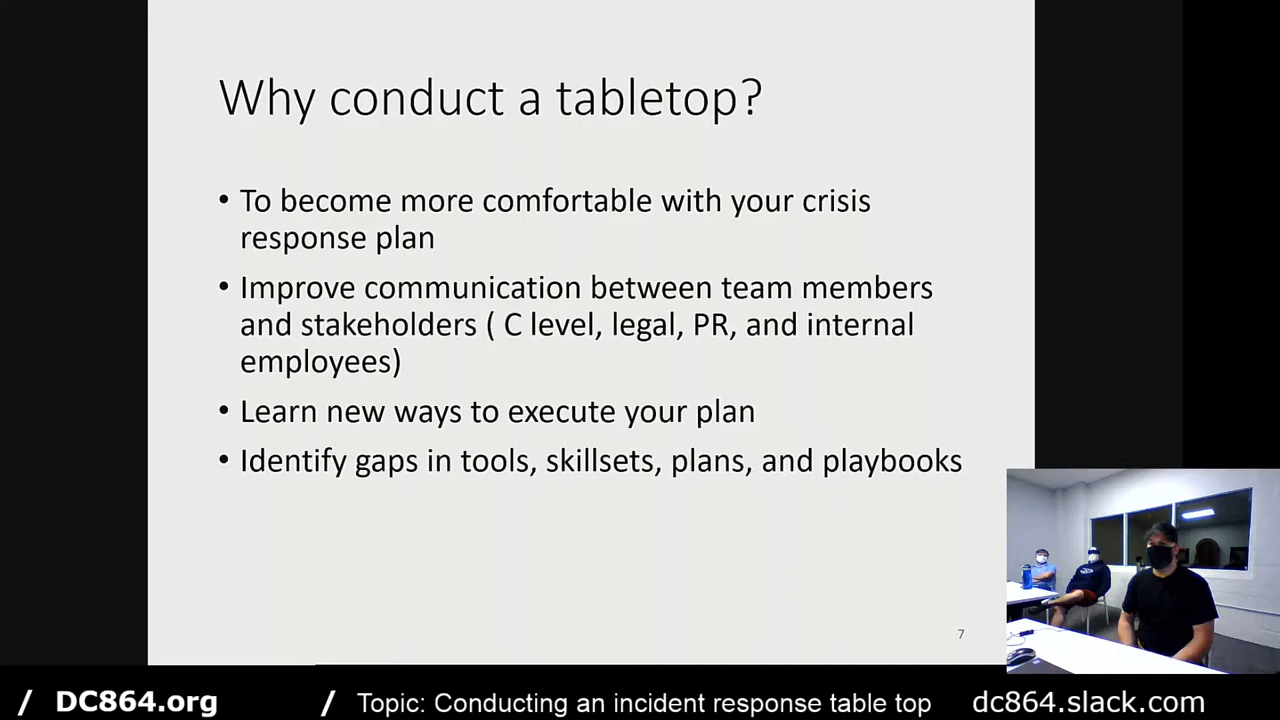 Why conduct a tabletop?
• To become more comfortable with your crisis
response plan
• Improve communication between team members
and stakeholders ( C level, legal, PR, and internal
employees)
• Learn new ways to execute your plan
• Identify gaps in tools, skillsets, plans, and playbooks
7
/ DC864.org / Topic: Conducting an incident response table top dc864.slack.com